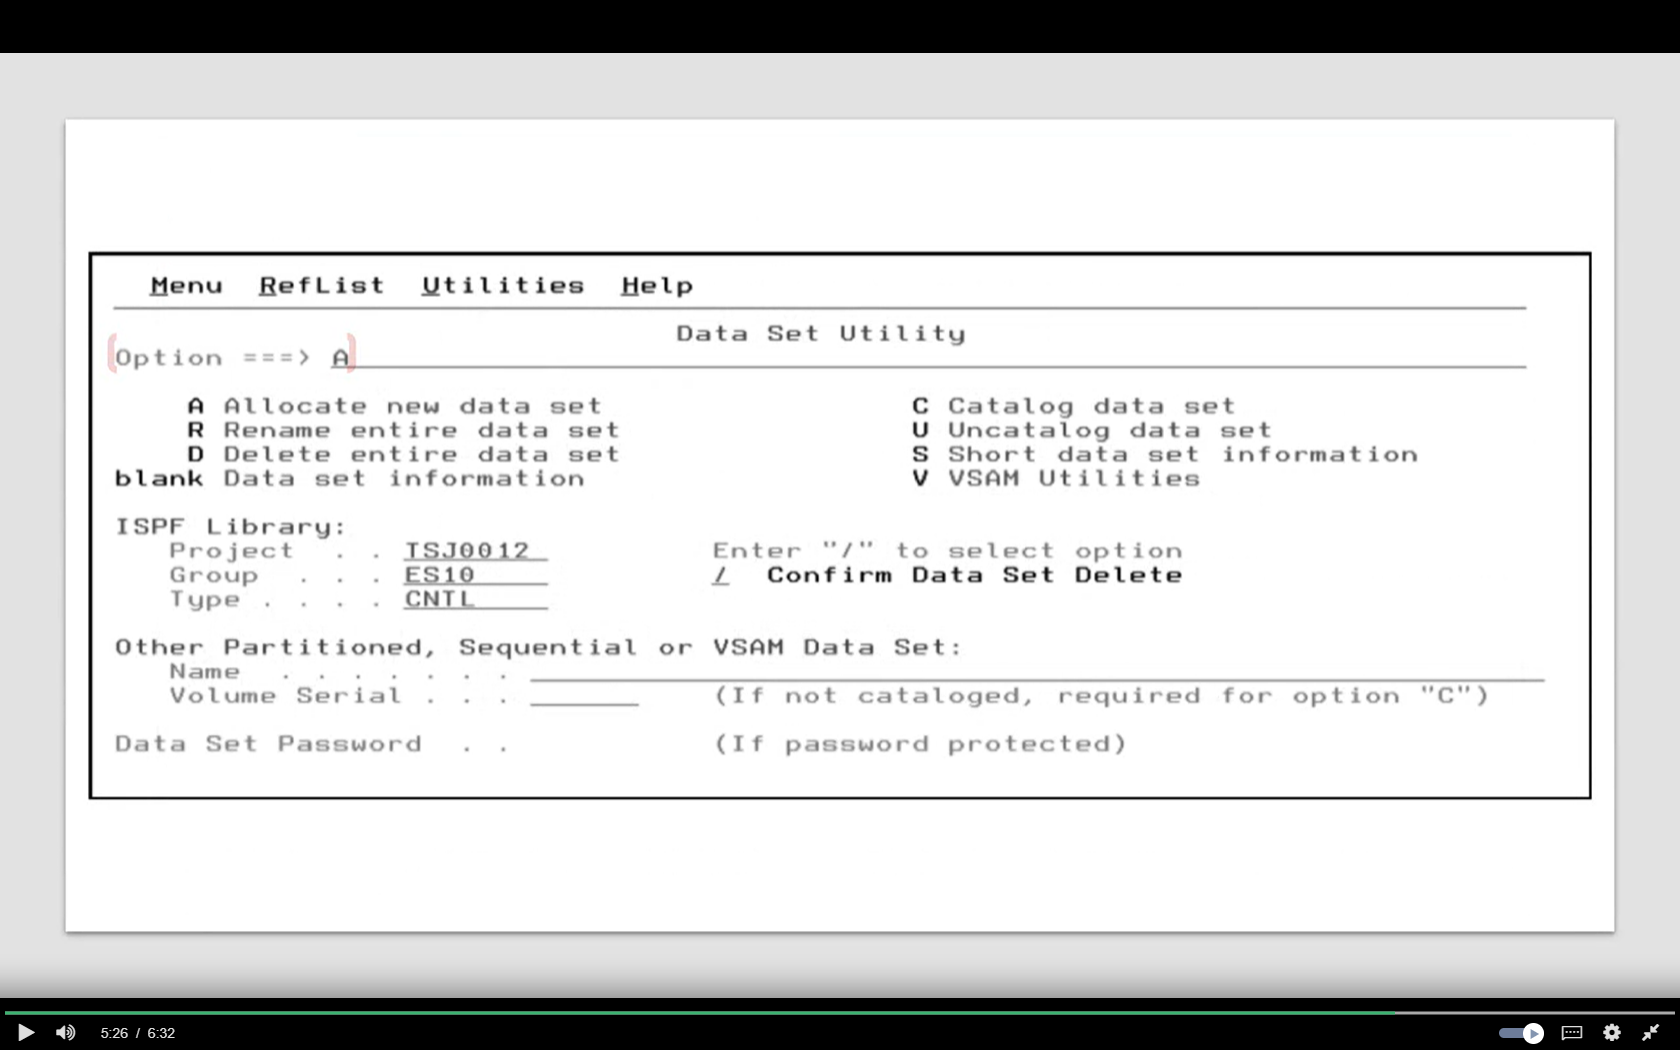 Menu RefList Utilities Help
Data Set Utility
Option ===> A
A Allocate new data set C Catalog data set
R Rename entire data set U Uncatalog data set
D Delete entire data set S Short data set information
blank Data set information V VSAM Utilities
ISPF Library:
Project . . TSJ0012 Enter "/" to select option
Group . . . ES10 / Confirm Data Set Delete
Type . . . . CNTL
Other Partitioned, Sequential or VSAM Data Set:
Name . . . . . . .
Volume Serial . . . (If not cataloged, required for option "C")
Data Set Password . . (If password protected)
5:26 / 6:32